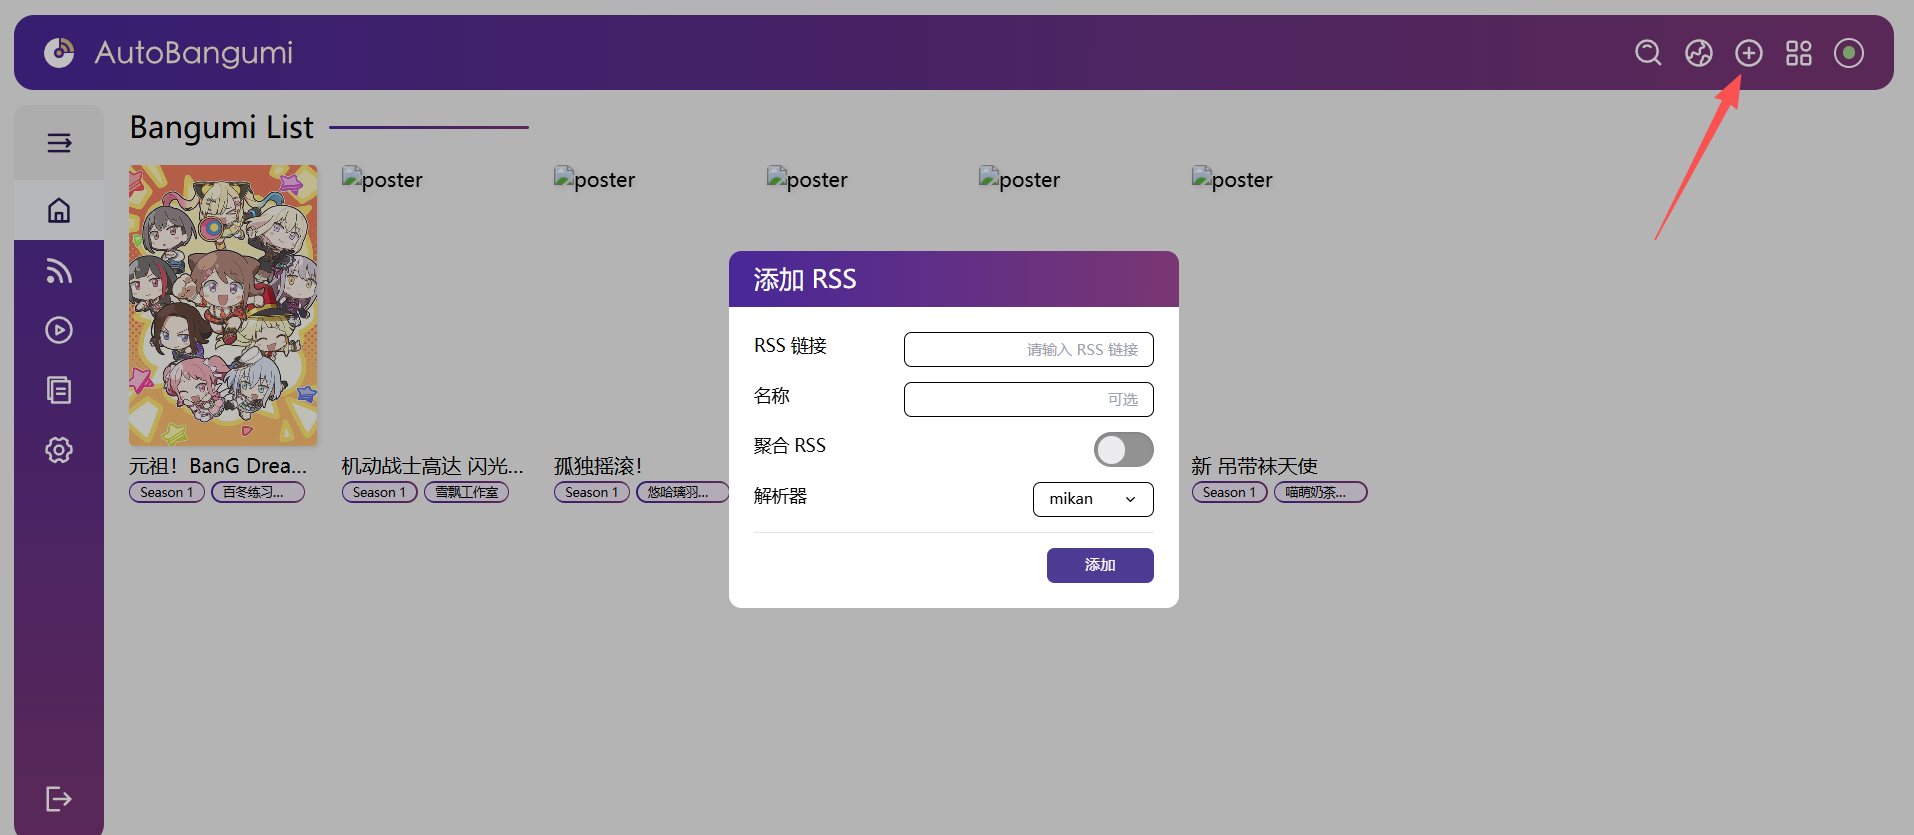 AutoBangumi
Bangumi List
poster
poster
poster
poster
poster
添加 RSS
RSS 链接
请输入 RSS 链接
名称
可选
聚合 RSS
解析器
mikan
添加
元祖！BanG Drea...
机动战士高达 闪光...
孤独摇滚！
新 吊带袜天使
Season 1
百冬练习...
Season 1
雪飘工作室
Season 1
悠哈璃羽...
Season 1
喵萌奶茶...